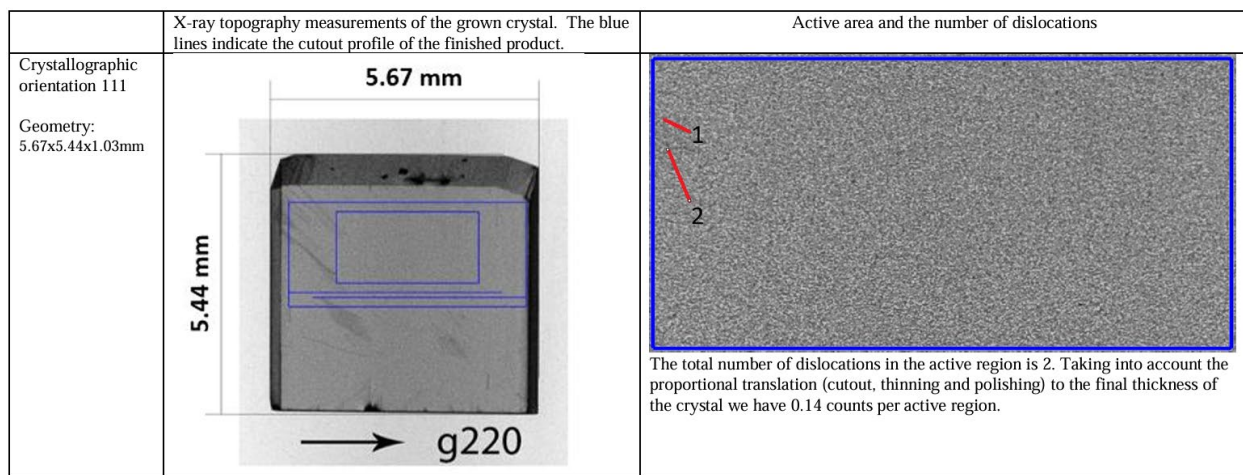 X-ray topography measurements of the grown crystal.  The blue
lines indicate the cutout profile of the finished product.
Active area and the number of dislocations
Crystallographic
orientation 111
Geometry:
5.67x5.44x1.03mm
5.67 mm
5.44 mm
g220
1
2
The total number of dislocations in the active region is 2. Taking into account the
proportional translation (cutout, thinning and polishing) to the final thickness of
the crystal we have 0.14 counts per active region.